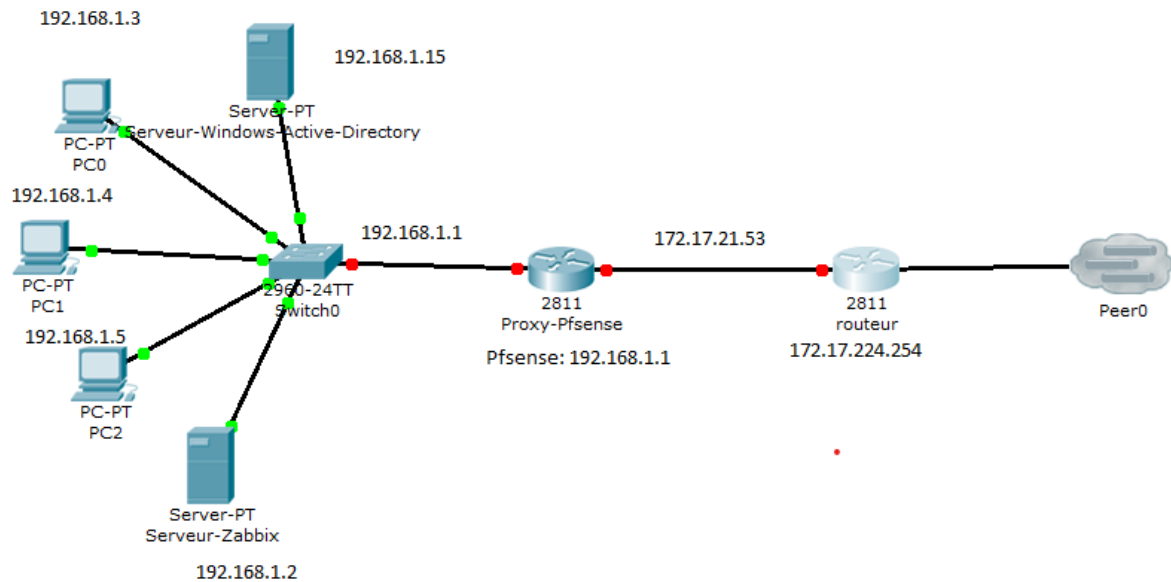 192.168.1.3
192.168.1.15
Server-PT
Serveur-Windows-Active-Directory
PC-PT
PC0
192.168.1.4
PC-PT
PC1
192.168.1.1
2960-24TT
Switch0
172.17.21.53
2811
Proxy-Pfsense
Pfsense: 192.168.1.1
2811
routeur
172.17.224.254
Peer0
192.168.1.5
PC-PT
PC2
Server-PT
Serveur-Zabbix
192.168.1.2